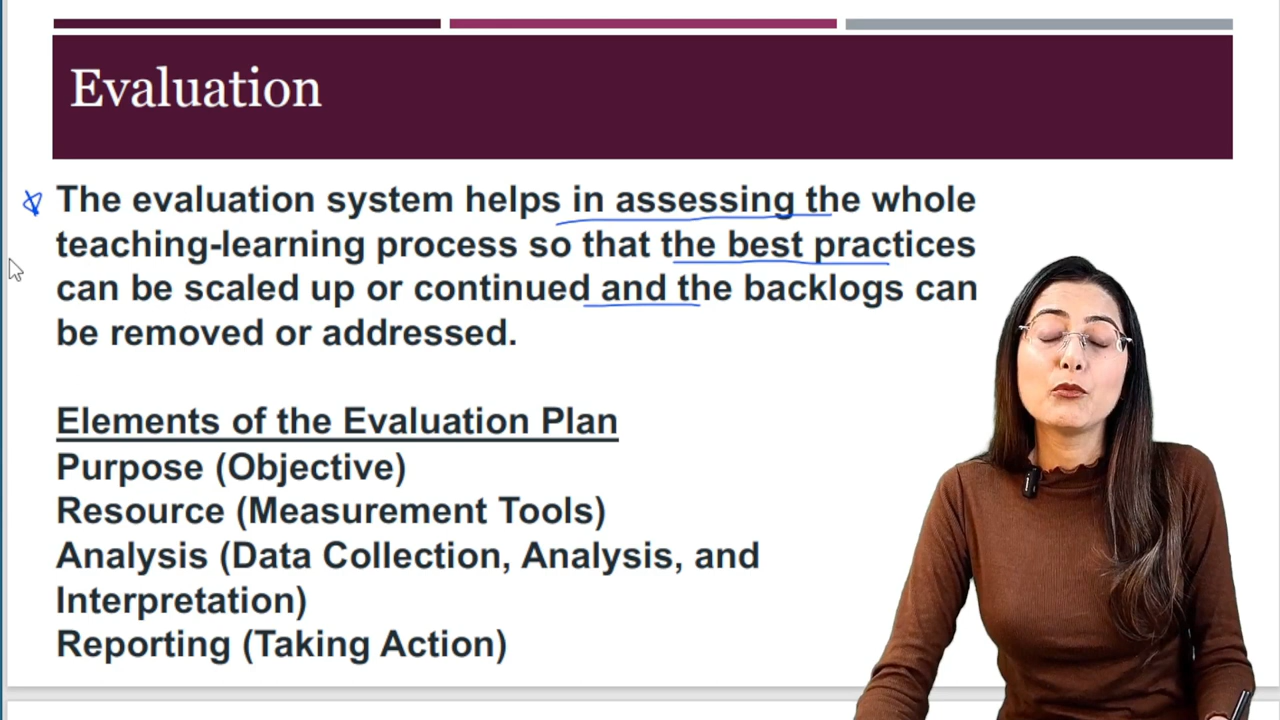 Evaluation
The evaluation system helps in assessing the whole
teaching-learning process so that the best practices
can be scaled up or continued and the backlogs can
be removed or addressed.
Elements of the Evaluation Plan
Purpose (Objective)
Resource (Measurement Tools)
Analysis (Data Collection, Analysis, and
Interpretation)
Reporting (Taking Action)